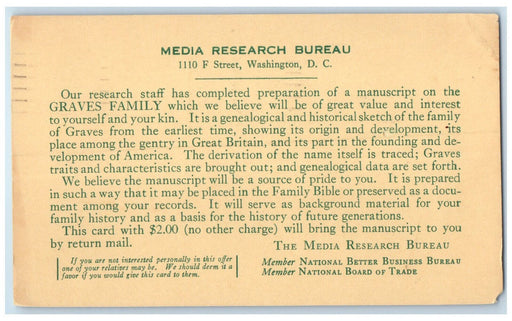 MEDIA RESEARCH BUREAU
1110 F Street, Washington, D. C.
Our research staff has completed preparation of a manuscript on the
GRAVES FAMILY which we believe will be of great value and interest
to yourself and your kin. It is a genealogical and historical sketch of the family
of Graves from the earliest time, showing its origin and development, its
place among the gentry in Great Britain, and its part in the founding and de-
velopment of America. The derivation of the name itself is traced; Graves
traits and characteristics are brought out; and genealogical data are set forth.
We believe the manuscript will be a source of pride to you. It is prepared
in such a way that it may be placed in the Family Bible or preserved as a docu-
ment among your records. It will serve as background material for your
family history and as a basis for the history of future generations.
This card with $2.00 (no other charge) will bring the manuscript to you
by return mail.
THE MEDIA RESEARCH BUREAU
If you are not interested personally in this offer
one of your relatives may be. We should deem it a
favor if you would give this card to them.
Member NATIONAL BETTER BUSINESS BUREAU
Member NATIONAL BOARD OF TRADE